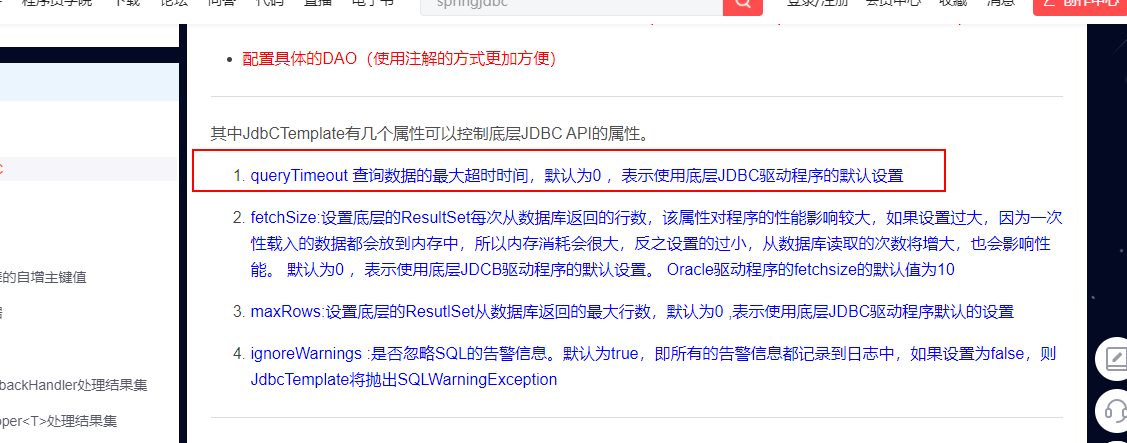 程序员学院 下载 论坛 问答 代码 直播 电子书 springjdbc 登录/注册 会员中心 收藏 消息 创作中心
配置具体的DAO（使用注解的方式更加方便）
其中JdbCTemplate有几个属性可以控制底层JDBC API的属性。
1. queryTimeout 查询数据的最大超时时间，默认为0 ，表示使用底层JDBC驱动程序的默认设置
2. fetchSize:设置底层的ResultSet每次从数据库返回的行数，该属性对程序的性能影响较大，如果设置过大，因为一次
性载入的数据都会放到内存中，所以内存消耗会很大，反之设置的过小，从数据库读取的次数将增大，也会影响性
能。 默认为0 ，表示使用底层JDCB驱动程序的默认设置。 Oracle驱动程序的fetchsize的默认值为10
3. maxRows:设置底层的ResutlSet从数据库返回的最大行数，默认为0 ,表示使用底层JDBC驱动程序默认的设置
4. ignoreWarnings :是否忽略SQL的告警信息。默认为true，即所有的告警信息都记录到日志中，如果设置为false，则
JdbcTemplate将抛出SQLWarningException
的自增主键值
backHandler处理结果集
pper<T>处理结果集